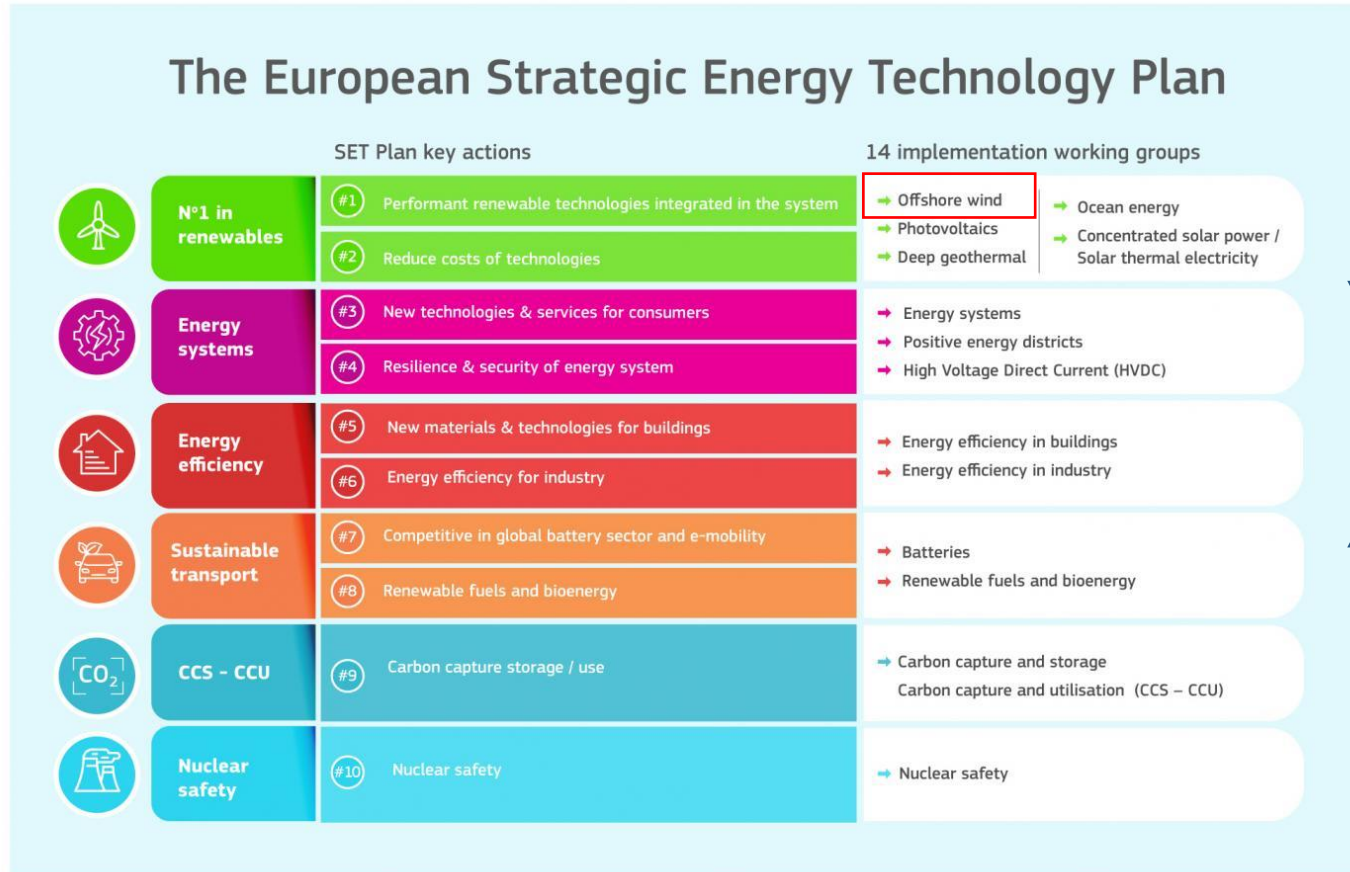 The European Strategic Energy Technology Plan
SET Plan key actions
14 implementation working groups
Nº1 in
renewables
#1 Performant renewable technologies integrated in the system
#2 Reduce costs of technologies
→ Offshore wind
→ Photovoltaics
→ Deep geothermal
→ Ocean energy
→ Concentrated solar power /
Solar thermal electricity
Energy
systems
#3 New technologies & services for consumers
#4 Resilience & security of energy system
→ Energy systems
→ Positive energy districts
→ High Voltage Direct Current (HVDC)
Energy
efficiency
#5 New materials & technologies for buildings
#6 Energy efficiency for industry
→ Energy efficiency in buildings
→ Energy efficiency in industry
Sustainable
transport
#7 Competitive in global battery sector and e-mobility
#8 Renewable fuels and bioenergy
→ Batteries
→ Renewable fuels and bioenergy
CO₂
CCS - CCU
#9 Carbon capture storage / use
→ Carbon capture and storage
Carbon capture and utilisation (CCS – CCU)
Nuclear
safety
#10 Nuclear safety
→ Nuclear safety